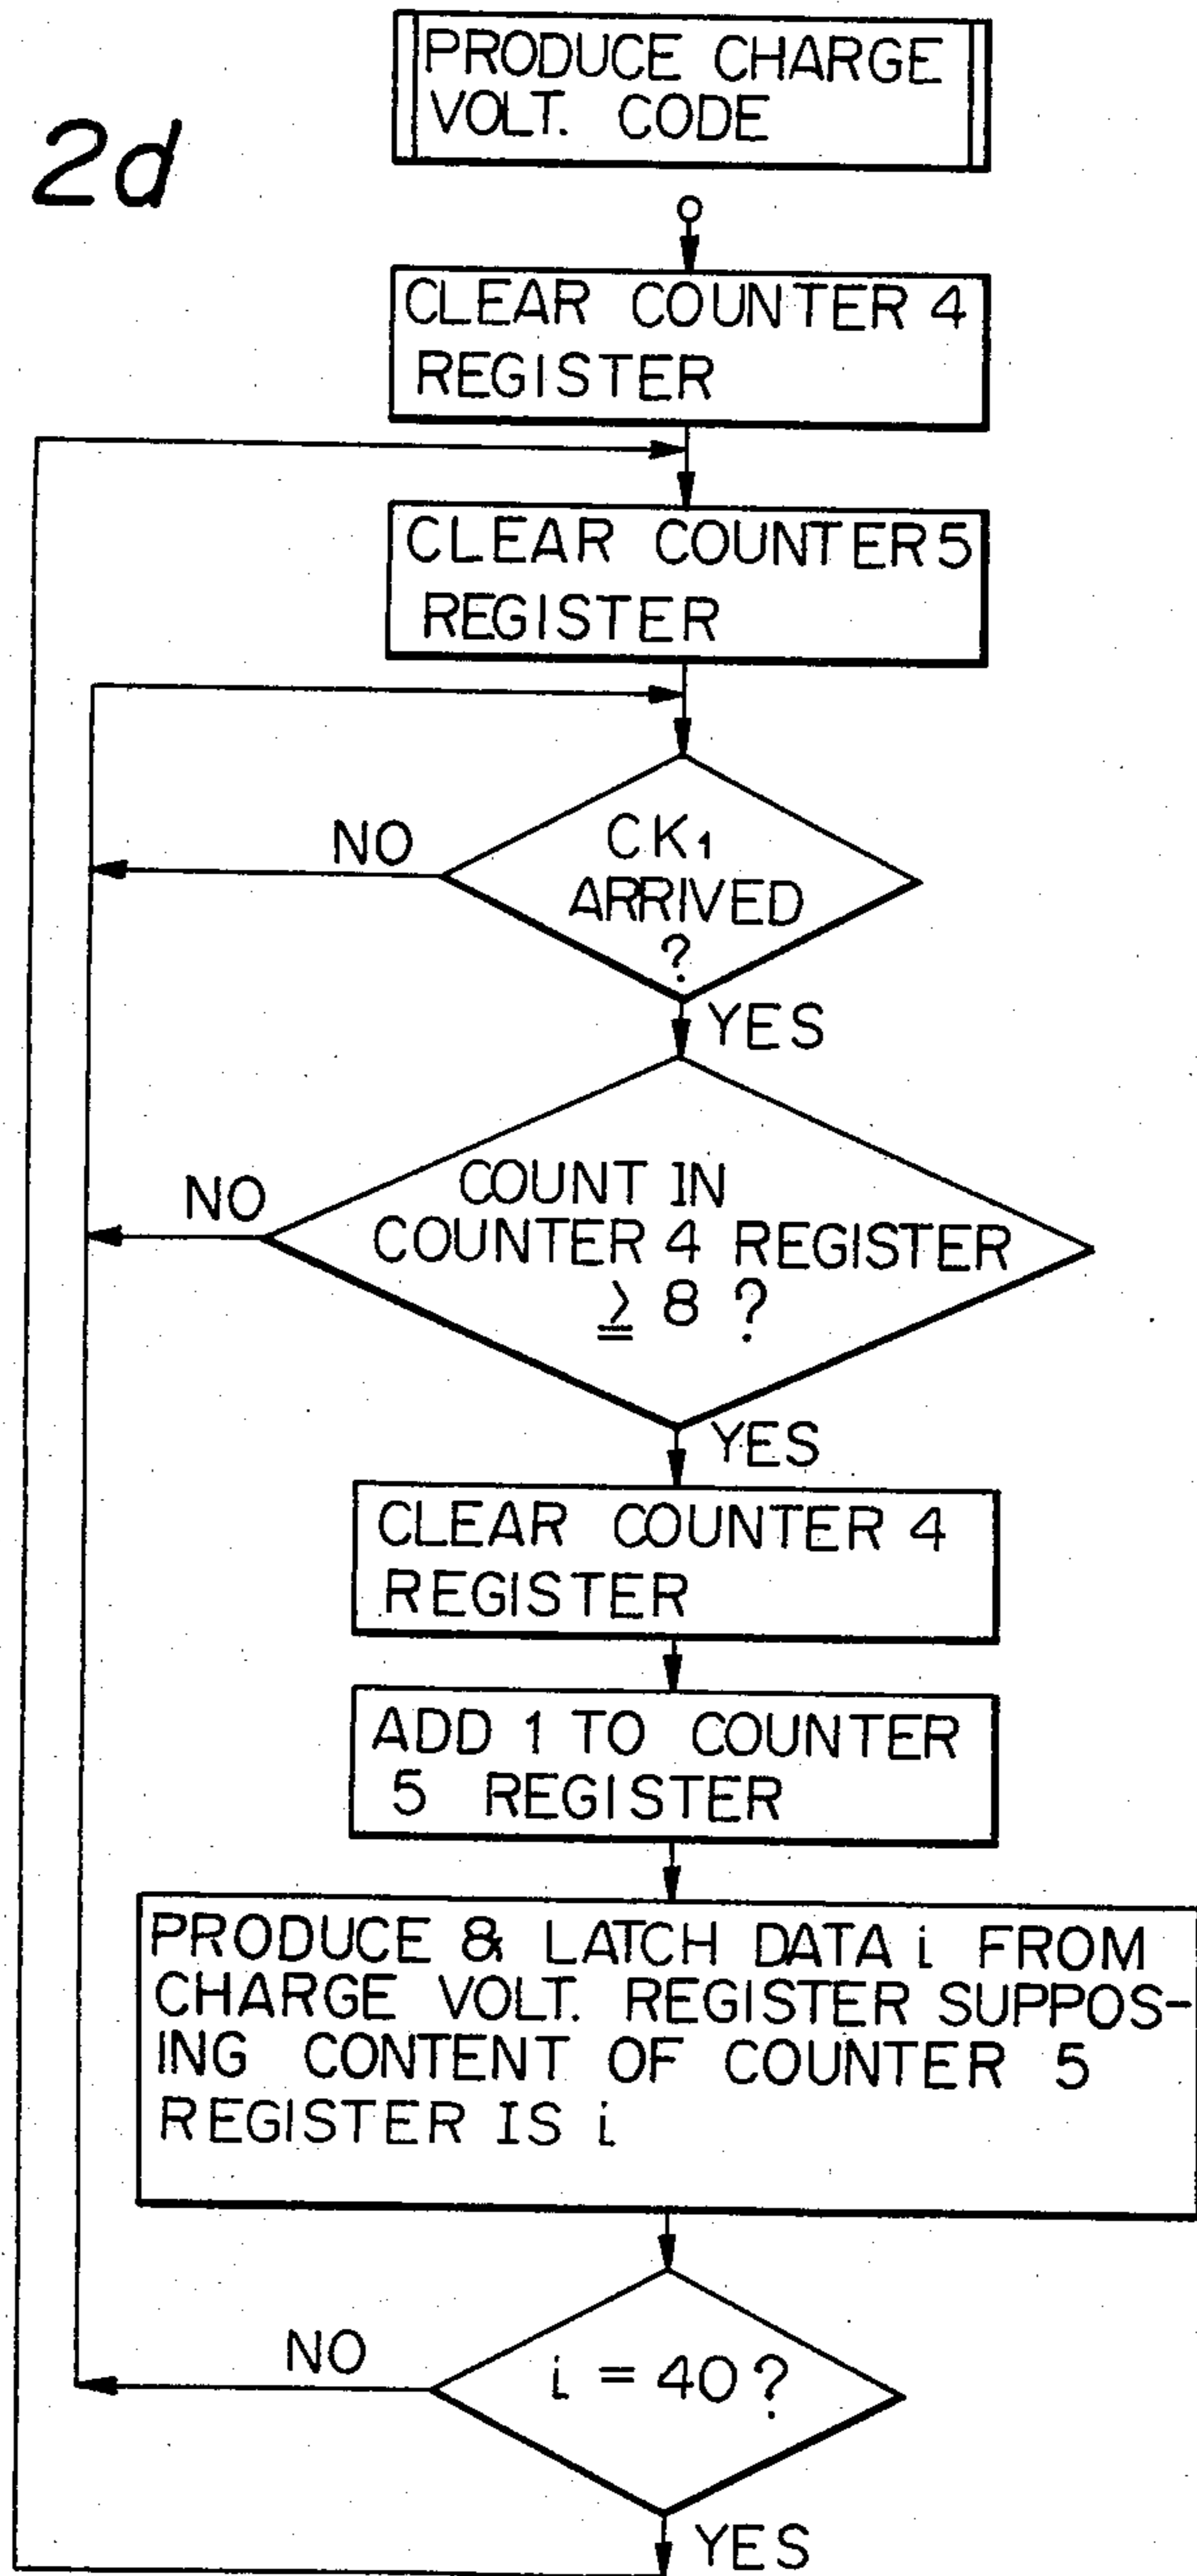 2d
PRODUCE CHARGE
VOLT. CODE
CLEAR COUNTER 4
REGISTER
CLEAR COUNTER 5
REGISTER
CK₁
ARRIVED
?
NO
YES
COUNT IN
COUNTER 4 REGISTER
≧ 8 ?
NO
YES
CLEAR COUNTER 4
REGISTER
ADD 1 TO COUNTER
5 REGISTER
PRODUCE & LATCH DATA i FROM
CHARGE VOLT. REGISTER SUPPOS-
ING CONTENT OF COUNTER 5
REGISTER IS i
i = 40 ?
NO
YES